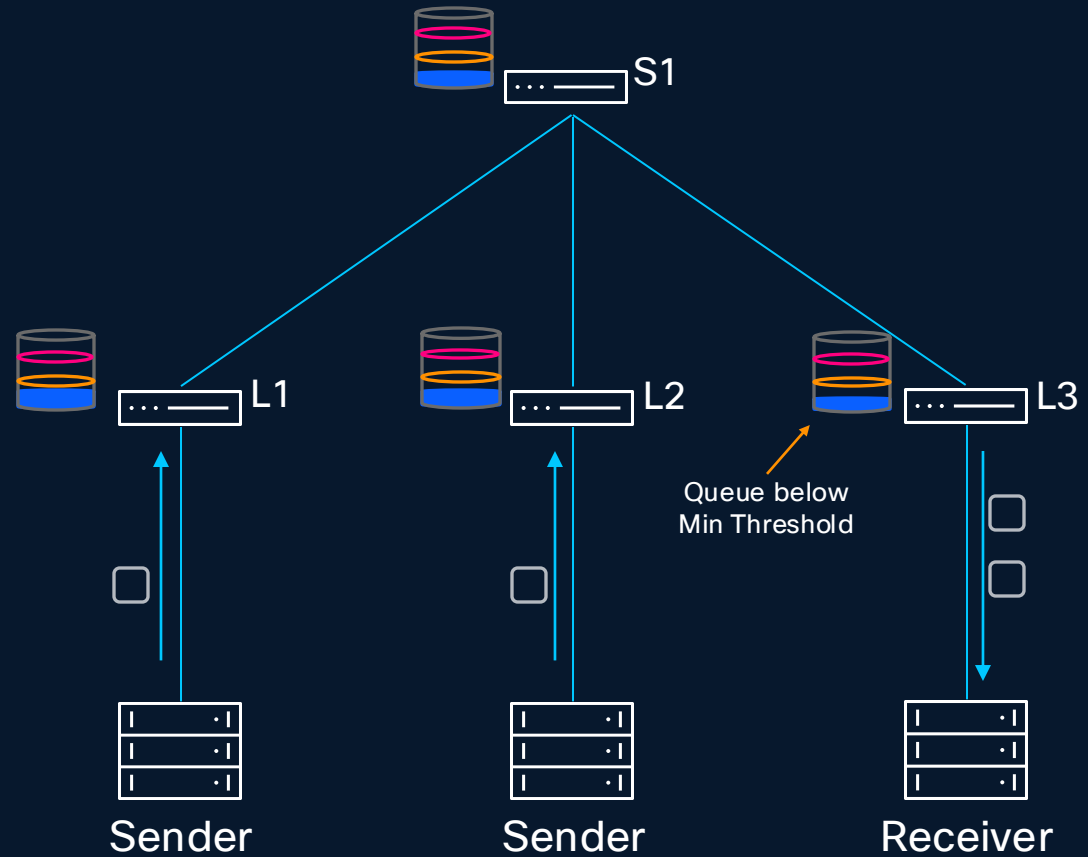 S1
L1
L2
L3
Queue below
Min Threshold
Sender
Sender
Receiver